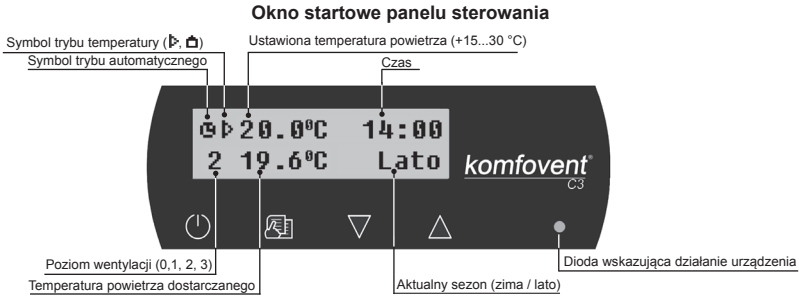 Okno startowe panelu sterowania
Symbol trybu temperatury (
, 
)
Ustawiona temperatura powietrza (+15...30 °C)
Symbol trybu automatycznego
Czas
20.0⁰C 14:00
2 19.6⁰C Lato
komfovent®
C3
Poziom wentylacji (0,1, 2, 3)
Dioda wskazująca działanie urządzenia
Temperatura powietrza dostarczanego
Aktualny sezon (zima / lato)